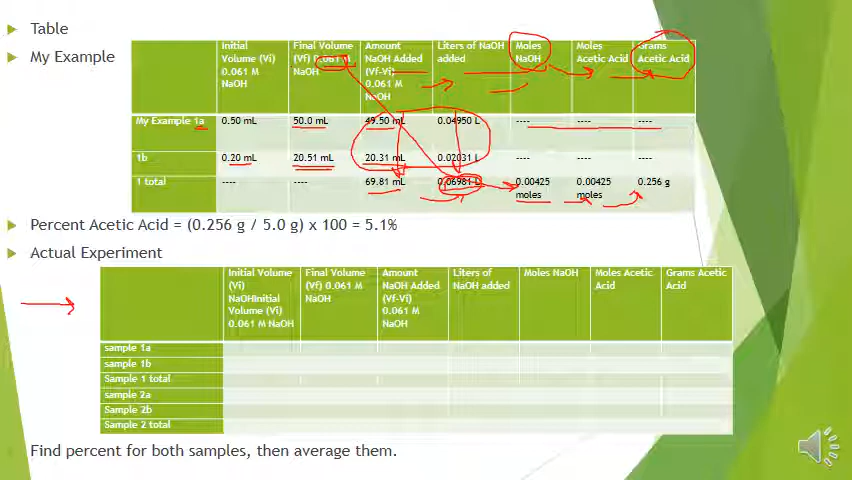 Table
My Example
Initial Volume (Vi) 0.061 M NaOH
Final Volume (Vf) 0.061 M NaOH
Amount NaOH Added (Vf-Vi) 0.061 M NaOH
Liters of NaOH added
Moles NaOH
Moles Acetic Acid
Grams Acetic Acid
My Example 1a 0.50 mL 50.0 mL 49.50 mL 0.04950 L ---- ---- ----
1b 0.20 mL 20.51 mL 20.31 mL 0.02031 L ---- ---- ----
1 total ---- ---- 69.81 mL 0.06981 L 0.00425 moles 0.00425 moles 0.256 g
Percent Acetic Acid = (0.256 g / 5.0 g) x 100 = 5.1%
Actual Experiment
Initial Volume (Vi) NaOHInitial Volume (Vi) 0.061 M NaOH
Final Volume (Vf) 0.061 M NaOH
Amount NaOH Added (Vf-Vi) 0.061 M NaOH
Liters of NaOH added
Moles NaOH
Moles Acetic Acid
Grams Acetic Acid
sample 1a
sample 1b
Sample 1 total
sample 2a
Sample 2b
Sample 2 total
Find percent for both samples, then average them.